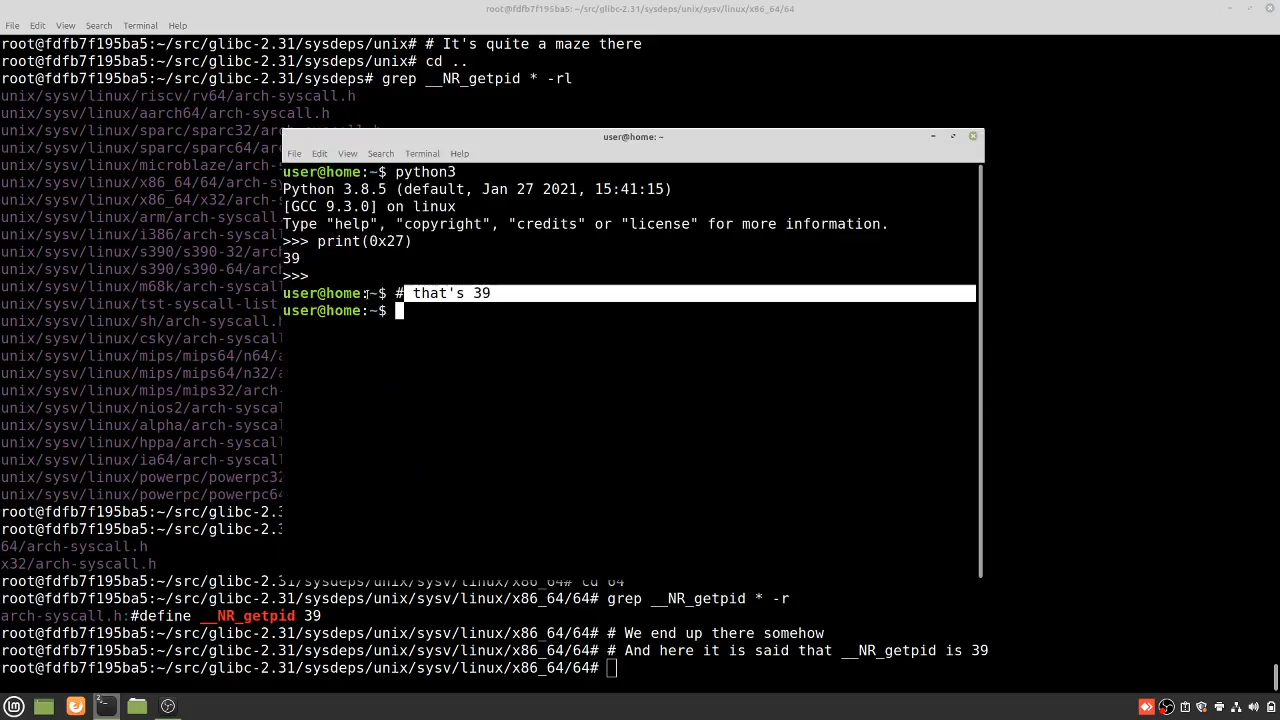 root@fdfb7f195ba5: ~/src/glibc-2.31/sysdeps/unix/sysv/linux/x86_64/64
File Edit View Search Terminal Help
root@fdfb7f195ba5:~/src/glibc-2.31/sysdeps/unix# # It's quite a maze there
root@fdfb7f195ba5:~/src/glibc-2.31/sysdeps/unix# cd ..
root@fdfb7f195ba5:~/src/glibc-2.31/sysdeps# grep __NR_getpid * -rl
unix/sysv/linux/riscv/rv64/arch-syscall.h
unix/sysv/linux/aarch64/arch-syscall.h
unix/sysv/linux/sparc/sparc32/arch-syscall.h
unix/sysv/linux/sparc/sparc64/arc
unix/sysv/linux/microblaze/arch-s
unix/sysv/linux/x86_64/64/arch-sy
unix/sysv/linux/x86_64/x32/arch-s
unix/sysv/linux/arm/arch-syscall.
unix/sysv/linux/i386/arch-syscall
unix/sysv/linux/s390/s390-32/arch
unix/sysv/linux/s390/s390-64/arch
unix/sysv/linux/m68k/arch-syscall
unix/sysv/linux/tst-syscall-list.
unix/sysv/linux/sh/arch-syscall.h
unix/sysv/linux/csky/arch-syscall
unix/sysv/linux/mips/mips64/n64/a
unix/sysv/linux/mips/mips64/n32/a
unix/sysv/linux/mips/mips32/arch-
unix/sysv/linux/nios2/arch-syscal
unix/sysv/linux/alpha/arch-syscal
unix/sysv/linux/hppa/arch-syscall
unix/sysv/linux/ia64/arch-syscall
unix/sysv/linux/powerpc/powerpc32
unix/sysv/linux/powerpc/powerpc64
root@fdfb7f195ba5:~/src/glibc-2.3
root@fdfb7f195ba5:~/src/glibc-2.3
64/arch-syscall.h
x32/arch-syscall.h
root@fdfb7f195ba5:~/src/glibc-2.31/sysdeps/unix/sysv/linux/x86_64# cd 64
root@fdfb7f195ba5:~/src/glibc-2.31/sysdeps/unix/sysv/linux/x86_64/64# grep __NR_getpid * -r
arch-syscall.h:#define __NR_getpid 39
root@fdfb7f195ba5:~/src/glibc-2.31/sysdeps/unix/sysv/linux/x86_64/64# # We end up there somehow
root@fdfb7f195ba5:~/src/glibc-2.31/sysdeps/unix/sysv/linux/x86_64/64# # And here it is said that __NR_getpid is 39
root@fdfb7f195ba5:~/src/glibc-2.31/sysdeps/unix/sysv/linux/x86_64/64#
user@home: ~
File Edit View Search Terminal Help
user@home:~$ python3
Python 3.8.5 (default, Jan 27 2021, 15:41:15)
[GCC 9.3.0] on linux
Type "help", "copyright", "credits" or "license" for more information.
>>> print(0x27)
39
>>>
user@home:~$ # that's 39
user@home:~$